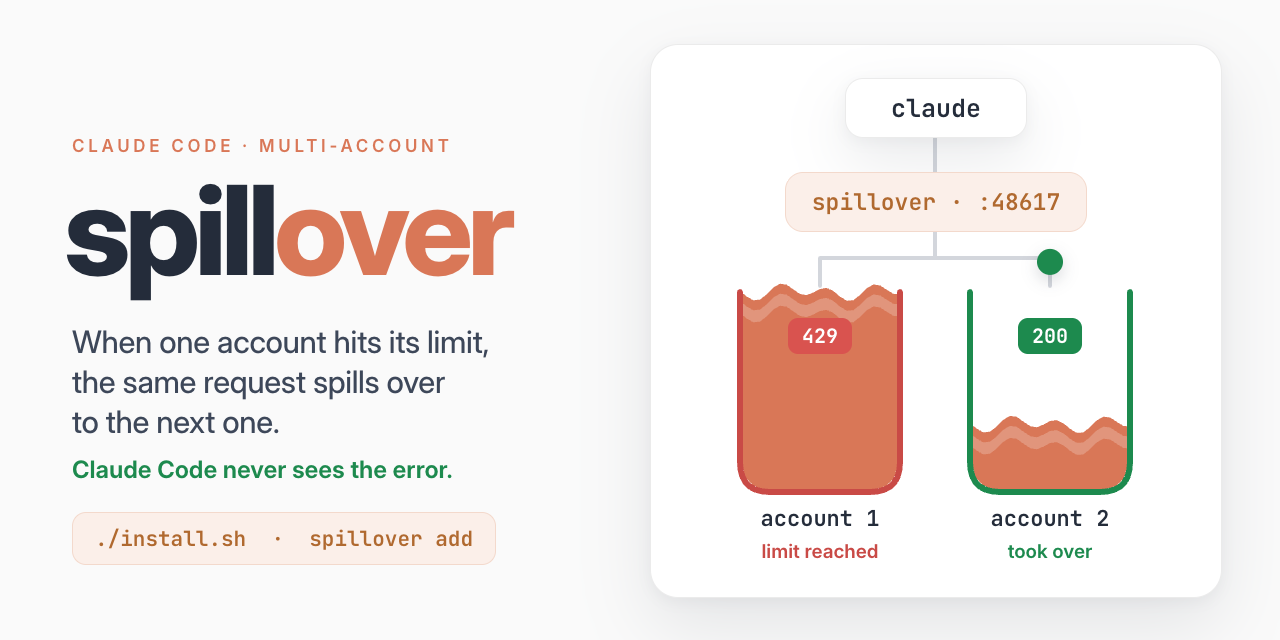 CLAUDE CODE · MULTI-ACCOUNT
spillover
When one account hits its limit,
the same request spills over
to the next one.
Claude Code never sees the error.
./install.sh · spillover add
claude
spillover · :48617
429
200
account 1
account 2
limit reached
took over